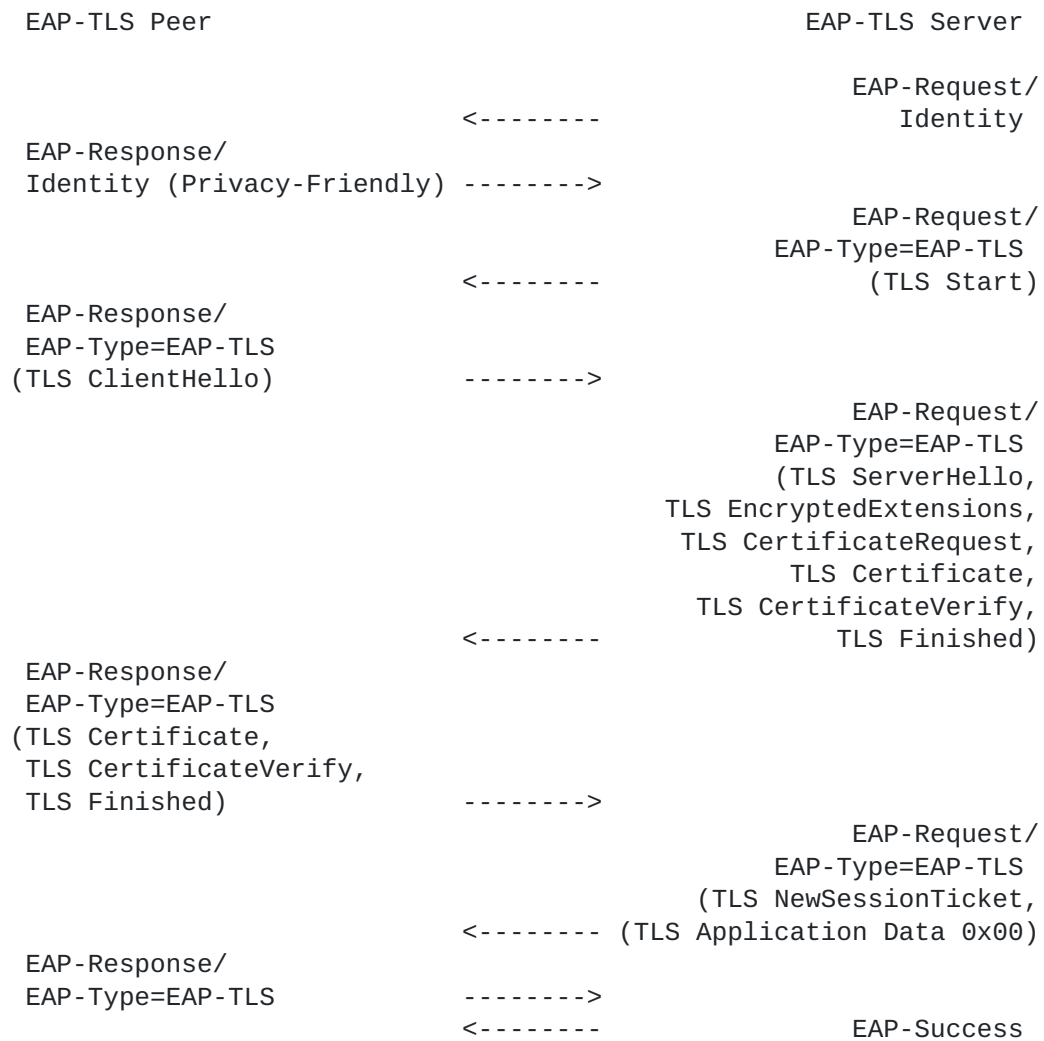 EAP-TLS Peer                                      EAP-TLS Server
                                                     EAP-Request/
                            <--------                   Identity
EAP-Response/
Identity (Privacy-Friendly) -------->
                                                     EAP-Request/
                                                EAP-Type=EAP-TLS
                            <--------                 (TLS Start)
EAP-Response/
EAP-Type=EAP-TLS
(TLS ClientHello)            -------->
                                                     EAP-Request/
                                                EAP-Type=EAP-TLS
                                                (TLS ServerHello,
                                         TLS EncryptedExtensions,
                                          TLS CertificateRequest,
                                                 TLS Certificate,
                                           TLS CertificateVerify,
                            <--------               TLS Finished)
EAP-Response/
EAP-Type=EAP-TLS
(TLS Certificate,
TLS CertificateVerify,
TLS Finished)               -------->
                                                     EAP-Request/
                                                EAP-Type=EAP-TLS
                                           (TLS NewSessionTicket,
                            <-------- (TLS Application Data 0x00)
EAP-Response/
EAP-Type=EAP-TLS            -------->
                            <--------                EAP-Success